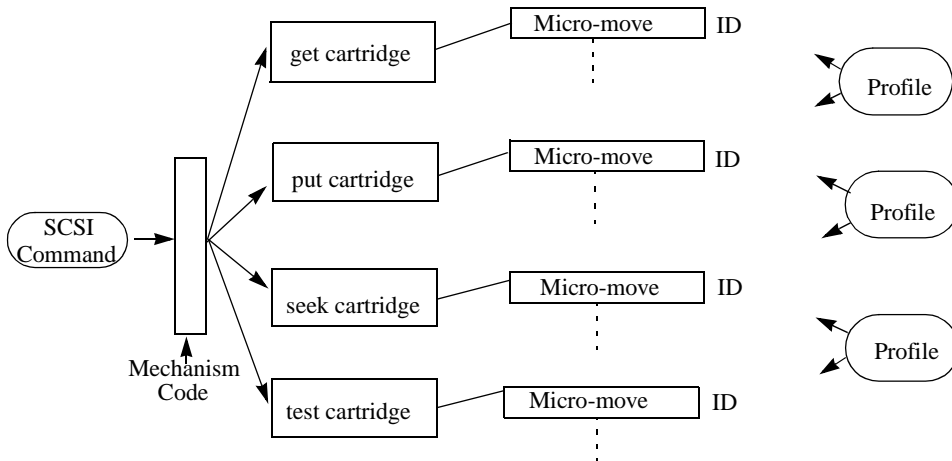 Micro-move ID
get cartridge
Profile
Micro-move ID
put cartridge
Profile
SCSI
Command
Micro-move ID
seek cartridge
Profile
Mechanism
Code
Micro-move ID
test cartridge